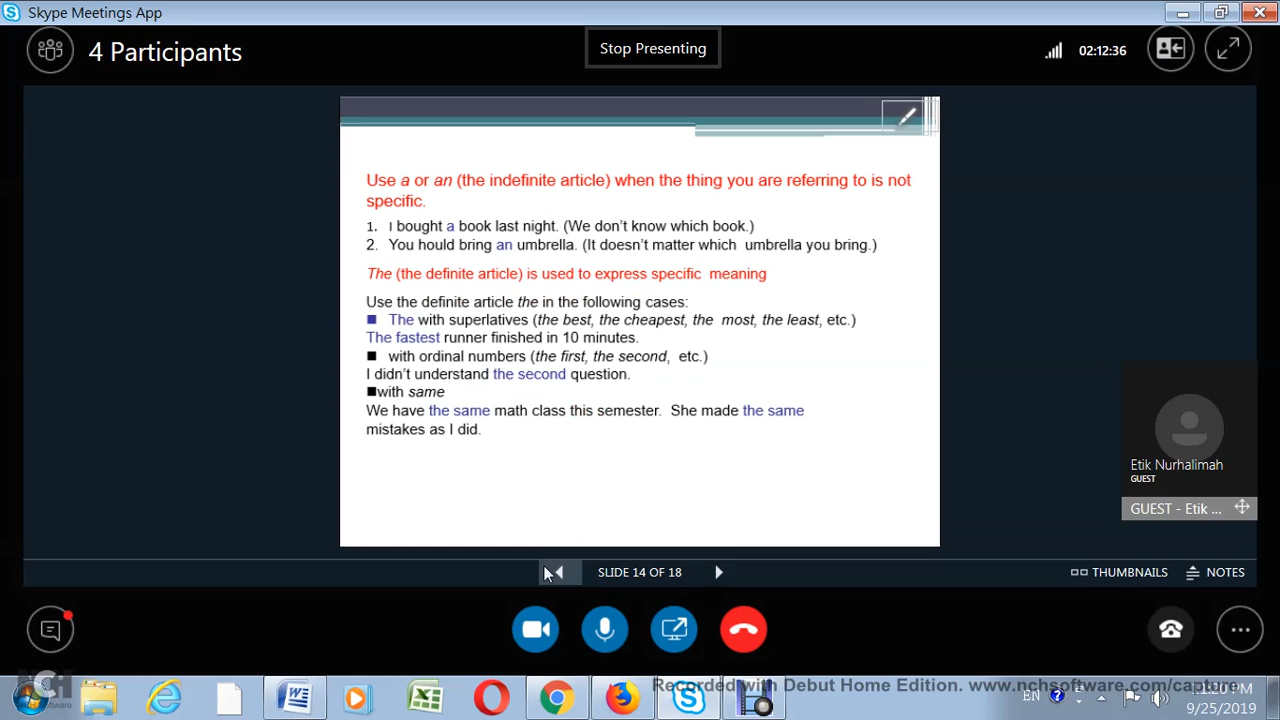 Skype Meetings App
4 Participants
Stop Presenting
02:12:36
Use a or an (the indefinite article) when the thing you are referring to is not
specific.
1. I bought a book last night. (We don't know which book.)
2. You hould bring an umbrella. (It doesn't matter which umbrella you bring.)
The (the definite article) is used to express specific meaning
Use the definite article the in the following cases:
■ The with superlatives (the best, the cheapest, the most, the least, etc.)
The fastest runner finished in 10 minutes.
■ with ordinal numbers (the first, the second, etc.)
I didn't understand the second question.
■with same
We have the same math class this semester. She made the same
mistakes as I did.
Etik Nurhalimah
GUEST
GUEST - Etik ...
SLIDE 14 OF 18
THUMBNAILS
NOTES
Recorded with Debut Home Edition. www.nchsoftware.com/capture
EN
9/25/2019